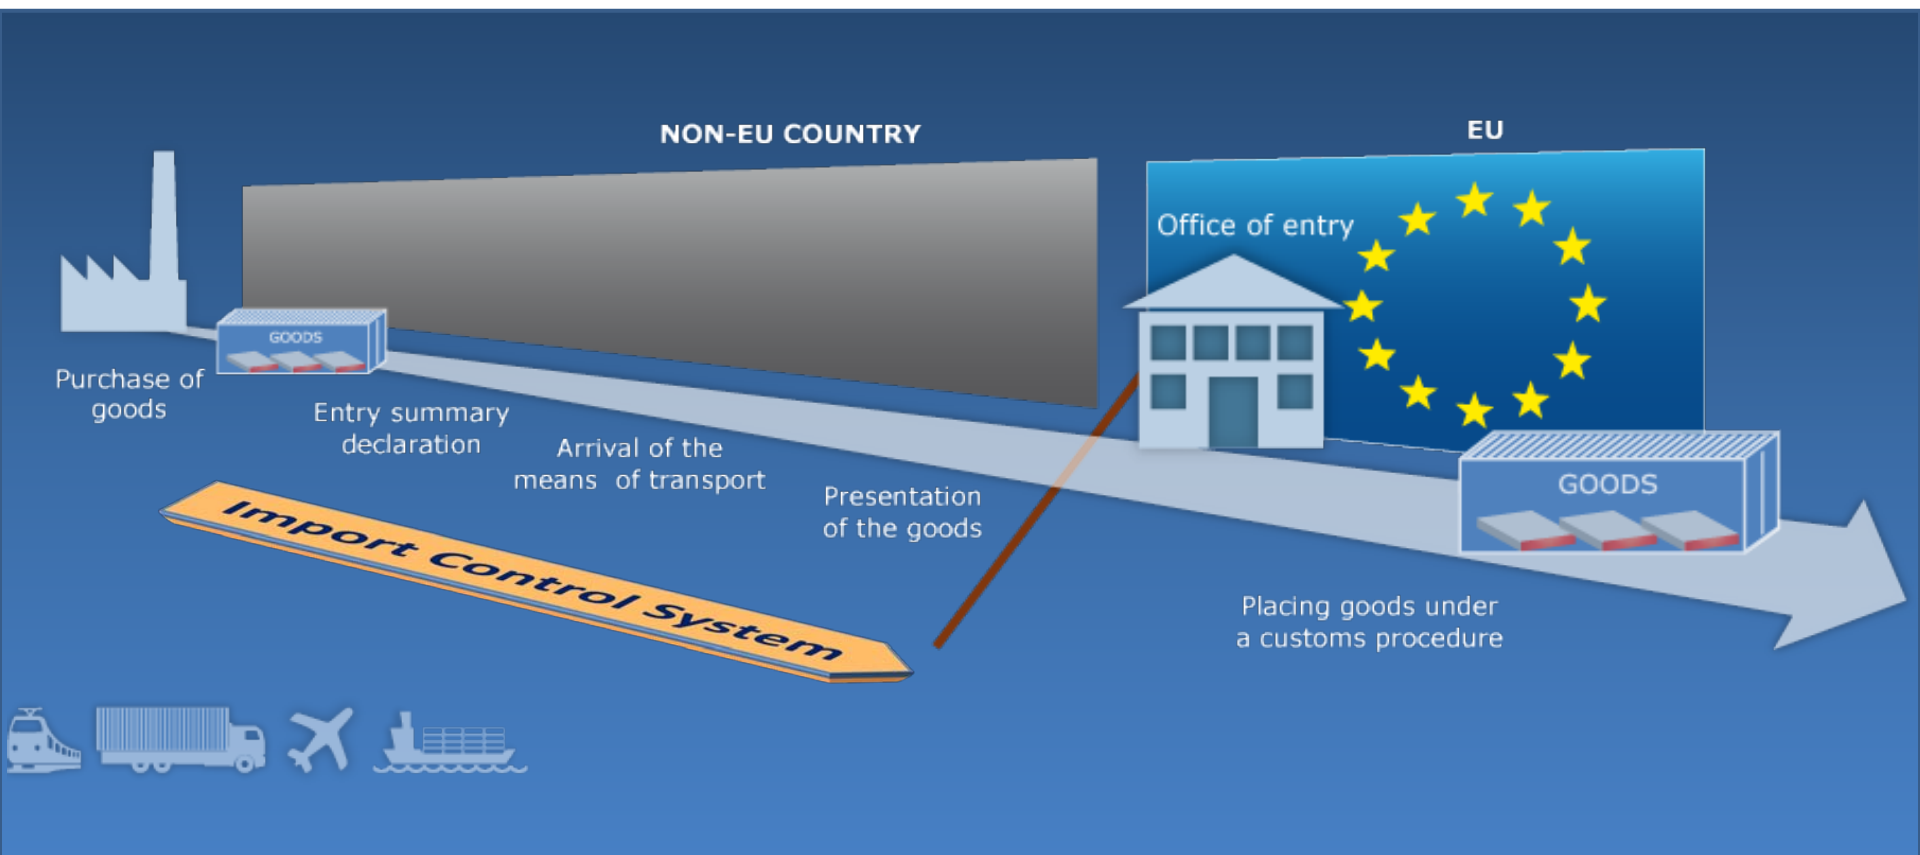 NON-EU COUNTRY
EU
Office of entry
GOODS
Purchase of
goods
Entry summary
declaration
Arrival of the
means of transport
Presentation
of the goods
GOODS
Import Control System
Placing goods under
a customs procedure